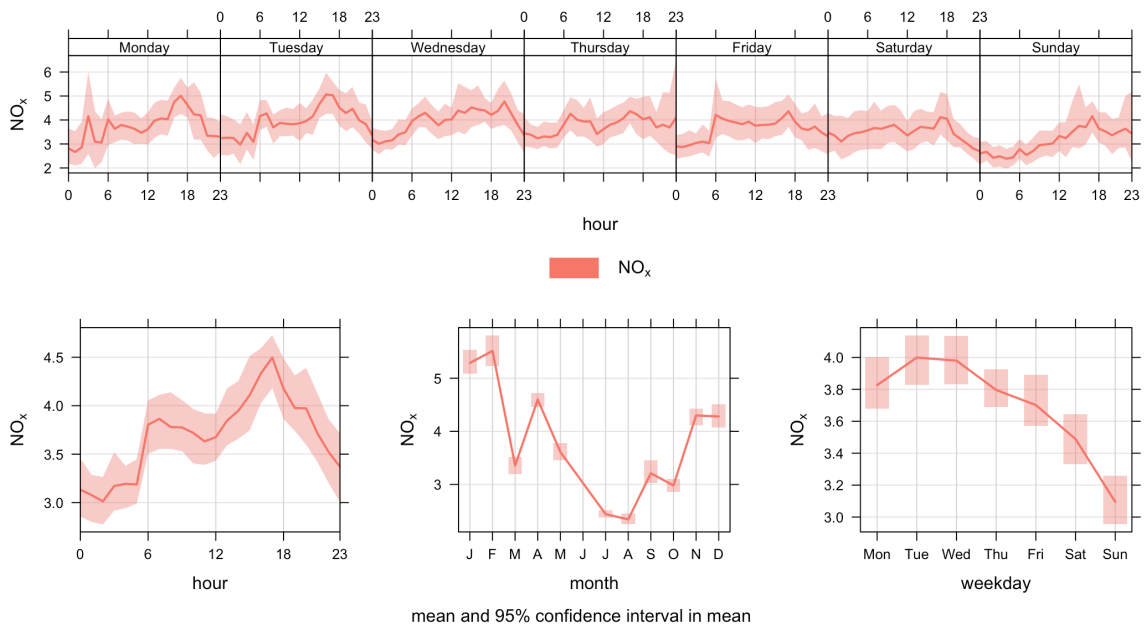 0 6 12 18 23 0 6 12 18 23 0 6 12 18 23
Monday Tuesday Wednesday Thursday Friday Saturday Sunday
6
5
4
3
2
NOx
0 6 12 18 23 0 6 12 18 23 0 6 12 18 23 0 6 12 18 23
hour
NOx
4.5
4.0
3.5
3.0
NOx
0 6 12 18 23
hour
5
4
3
NOx
J F M A M J J A S O N D
month
4.0
3.8
3.6
3.4
3.2
3.0
NOx
Mon Tue Wed Thu Fri Sat Sun
weekday
mean and 95% confidence interval in mean